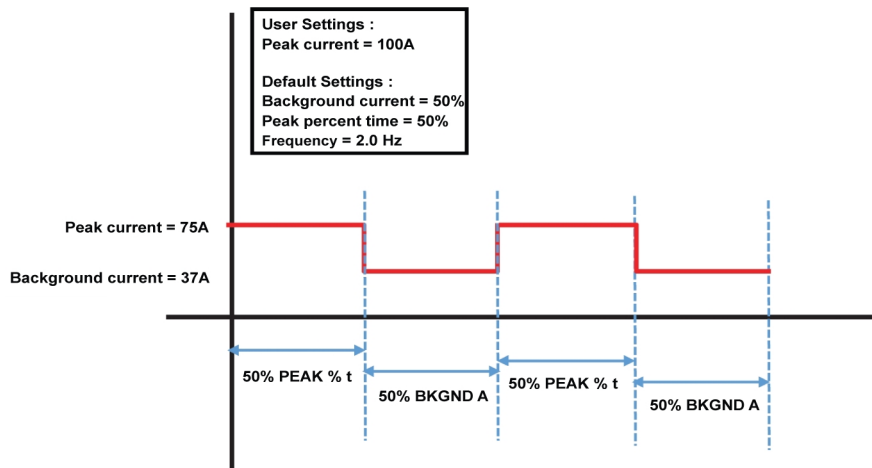 User Settings :
Peak current = 100A
Default Settings :
Background current = 50%
Peak percent time = 50%
Frequency = 2.0 Hz
Peak current = 75A
Background current = 37A
50% PEAK % t
50% BKGND A
50% PEAK % t
50% BKGND A